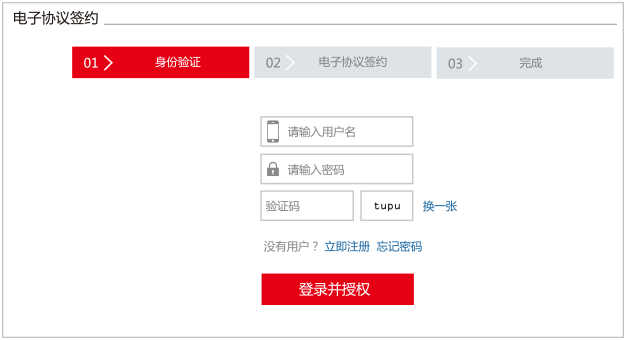 电子协议签约
01 身份验证 02 电子协议签约 03 完成
请输入用户名
请输入密码
验证码 tupu 换一张
没有用户？ 立即注册 忘记密码
登录并授权